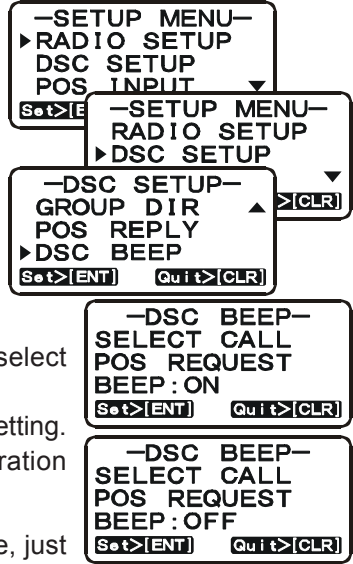 —SETUP MENU—
▶RADIO SETUP
DSC SETUP
POS INPUT ▼
Set>[E
—SETUP MENU—
RADIO SETUP
▶DSC SETUP
▼
>[CLR]
—DSC SETUP—
GROUP DIR ▲
POS REPLY
▶DSC BEEP
Set>[ENT] Quit>[CLR]
—DSC BEEP—
SELECT CALL
POS REQUEST
BEEP:ON
Set>[ENT] Quit>[CLR]
select
etting.
ration
—DSC BEEP—
SELECT CALL
POS REQUEST
BEEP:OFF
Set>[ENT] Quit>[CLR]
e, just